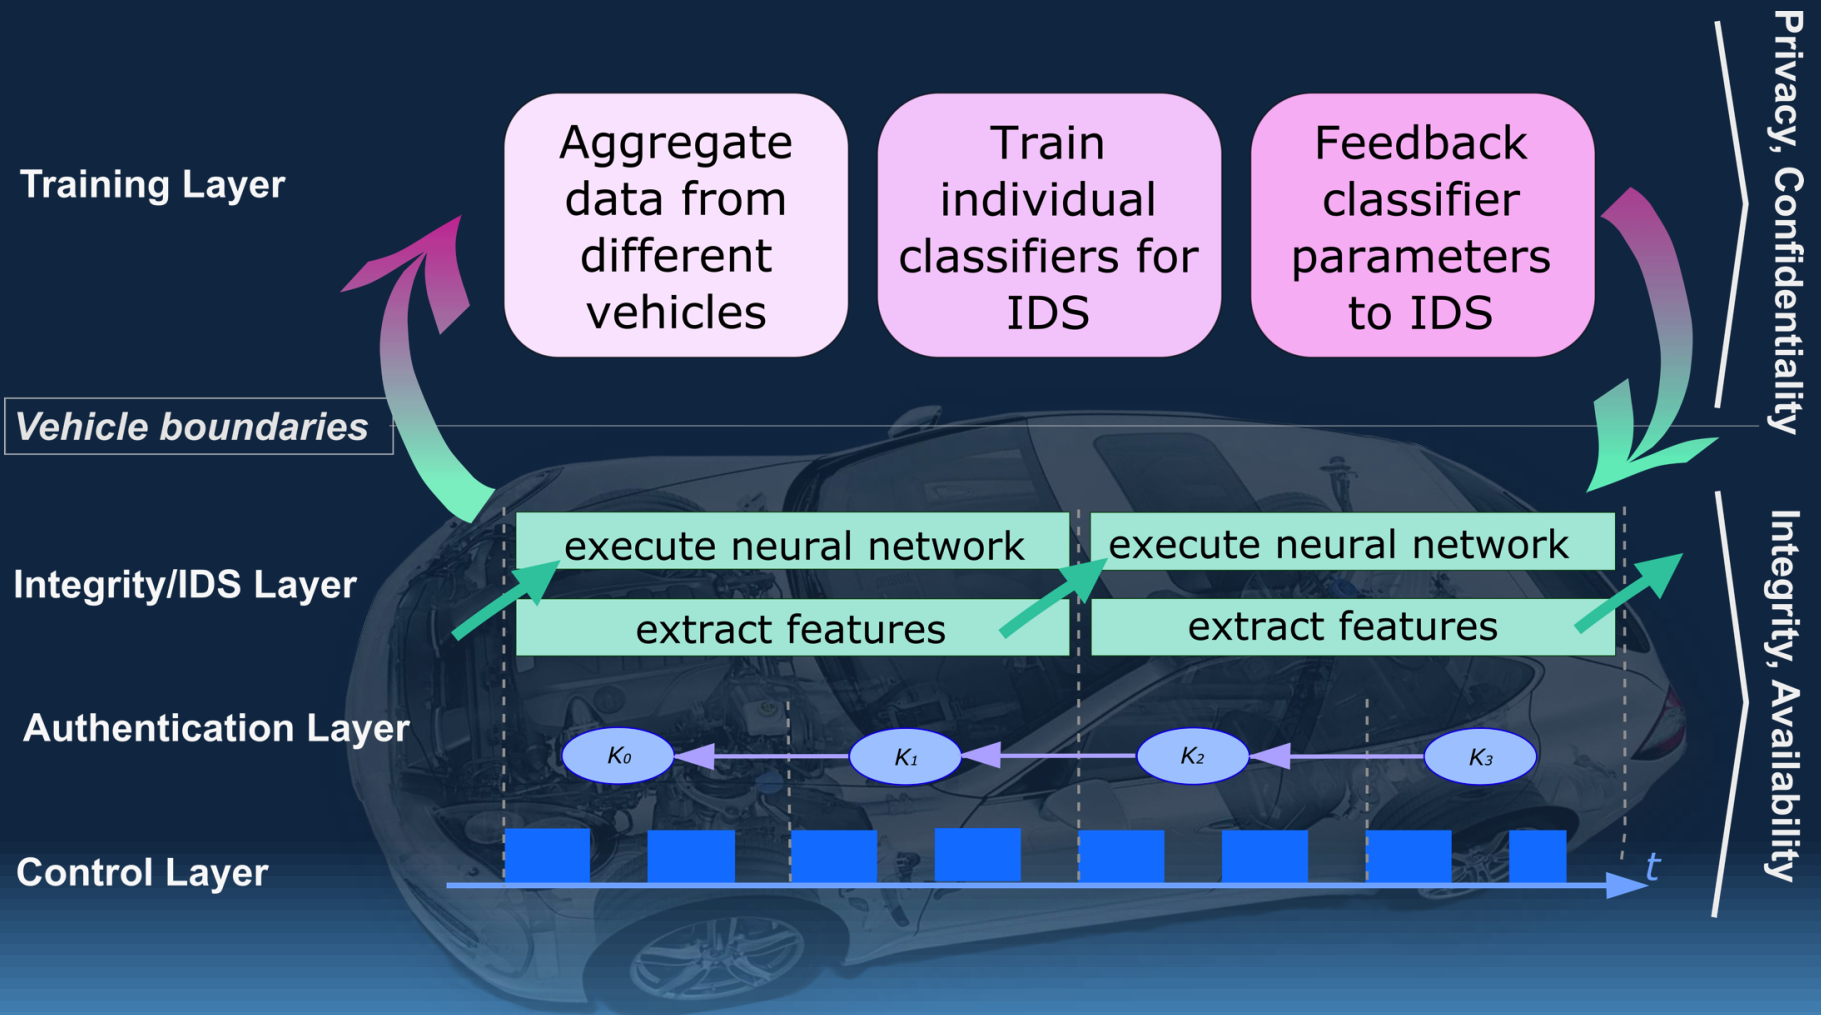 Training Layer
Aggregate
data from
different
vehicles
Train
individual
classifiers for
IDS
Feedback
classifier
parameters
to IDS
Privacy, Confidentiality
Vehicle boundaries
Integrity/IDS Layer
execute neural network
execute neural network
extract features
extract features
Integrity, Availability
Authentication Layer
K₀
K₁
K₂
K₃
Control Layer
t